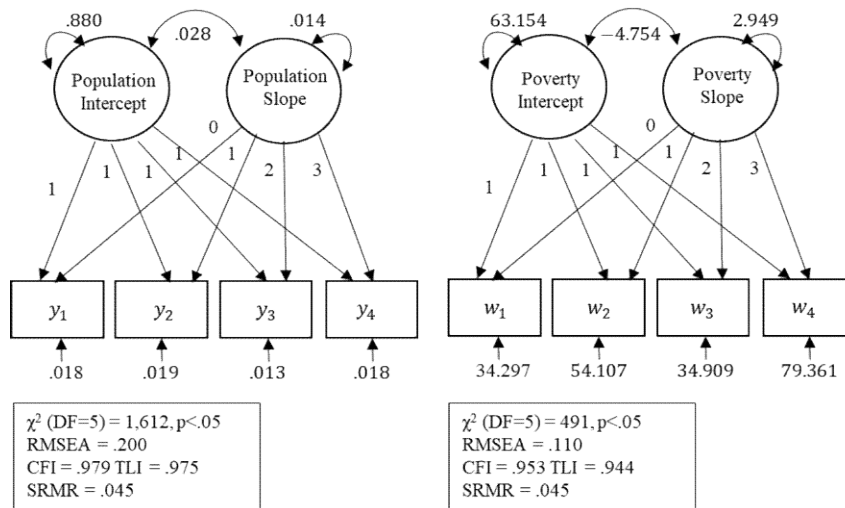 .880
.028
.014
Population
Intercept
Population
Slope
0
1
1
1
1
1
2
3
y₁
y₂
y₃
y₄
.018
.019
.013
.018
χ² (DF=5) = 1,612, p<.05
RMSEA = .200
CFI = .979 TLI = .975
SRMR = .045
63.154
−4.754
2.949
Poverty
Intercept
Poverty
Slope
0
1
1
1
1
1
2
3
w₁
w₂
w₃
w₄
34.297
54.107
34.909
79.361
χ² (DF=5) = 491, p<.05
RMSEA = .110
CFI = .953 TLI = .944
SRMR = .045